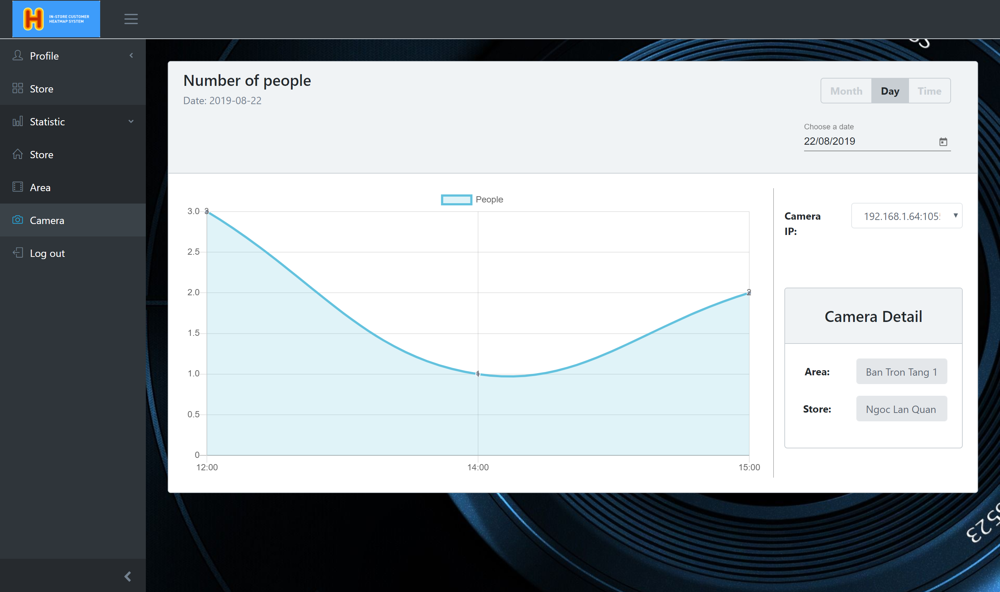 IN-STORE CUSTOMER
HEATMAP SYSTEM
Profile
Store
Statistic
Store
Area
Camera
Log out
Number of people
Date: 2019-08-22
Month Day Time
Choose a date
22/08/2019
People
3.0
2.5
2.0
1.5
1.0
0.5
0
3
1
2
12:00 14:00 15:00
Camera
IP:
192.168.1.64:105
Camera Detail
Area: Ban Tron Tang 1
Store: Ngoc Lan Quan
523